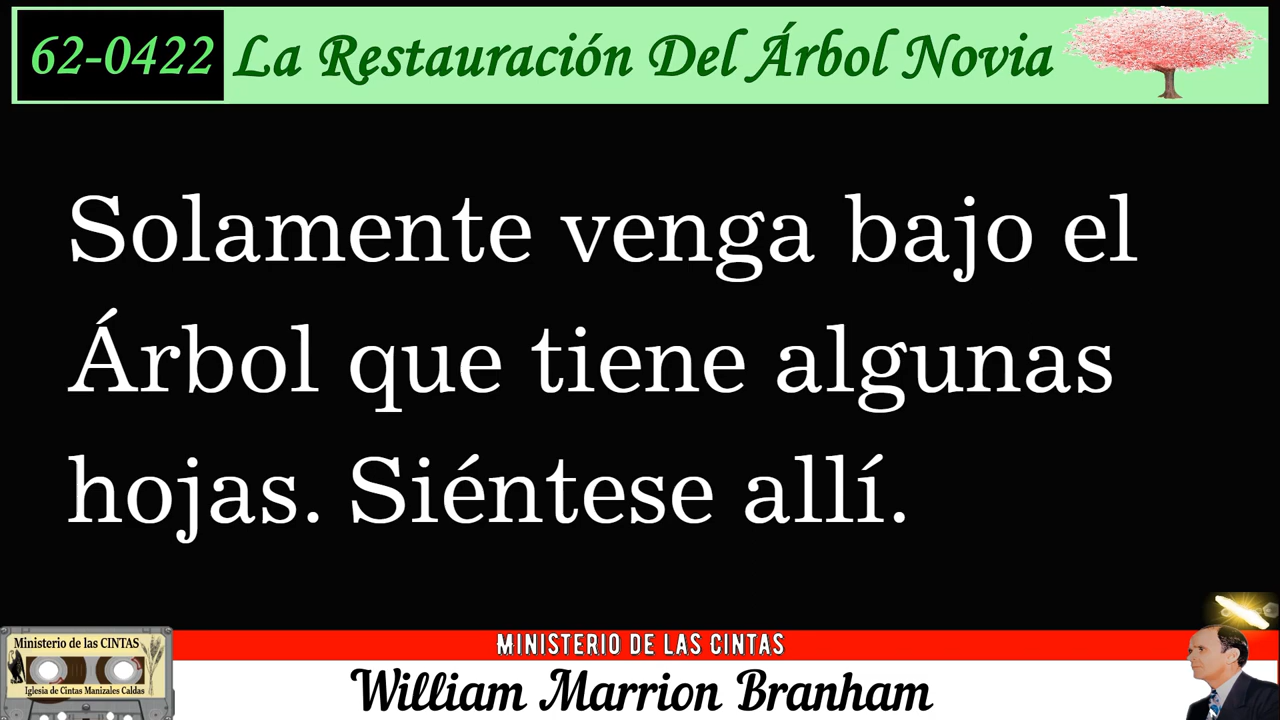 62-0422 La Restauración Del Árbol Novia
Solamente venga bajo el
Árbol que tiene algunas
hojas. Siéntese allí.
MINISTERIO DE LAS CINTAS
Ministerio de las CINTAS
Iglesia de Cintas Manizales Caldas
William Marrion Branham